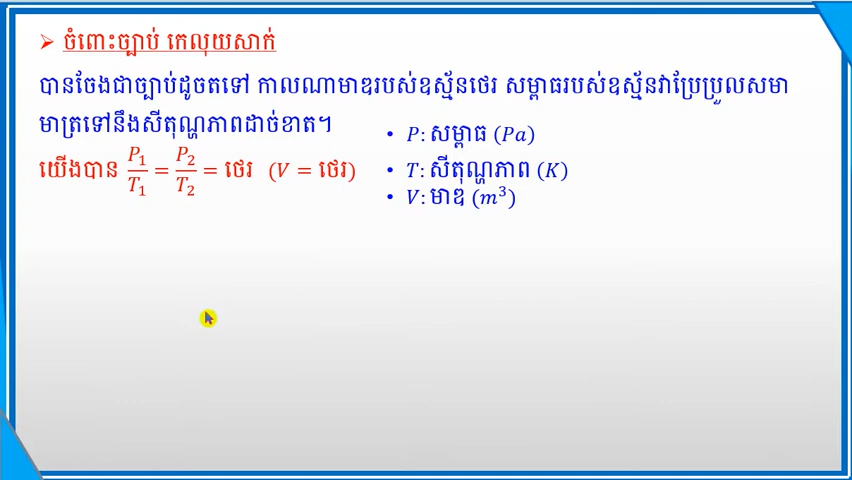 ➢ ចំពោះច្បាប់ កេលុយសាក់
បានចែងជាច្បាប់ដូចតទៅ កាលណាមាឌរបស់ឧស្ម័នថេរ សម្ពាធរបស់ឧស្ម័នវាប្រែប្រួលសមា
មាត្រទៅនឹងសីតុណ្ហភាពដាច់ខាត។
យើងបាន P₁/T₁ = P₂/T₂ = ថេរ (V = ថេរ)
• P: សម្ពាធ (Pa)
• T: សីតុណ្ហភាព (K)
• V: មាឌ (m³)